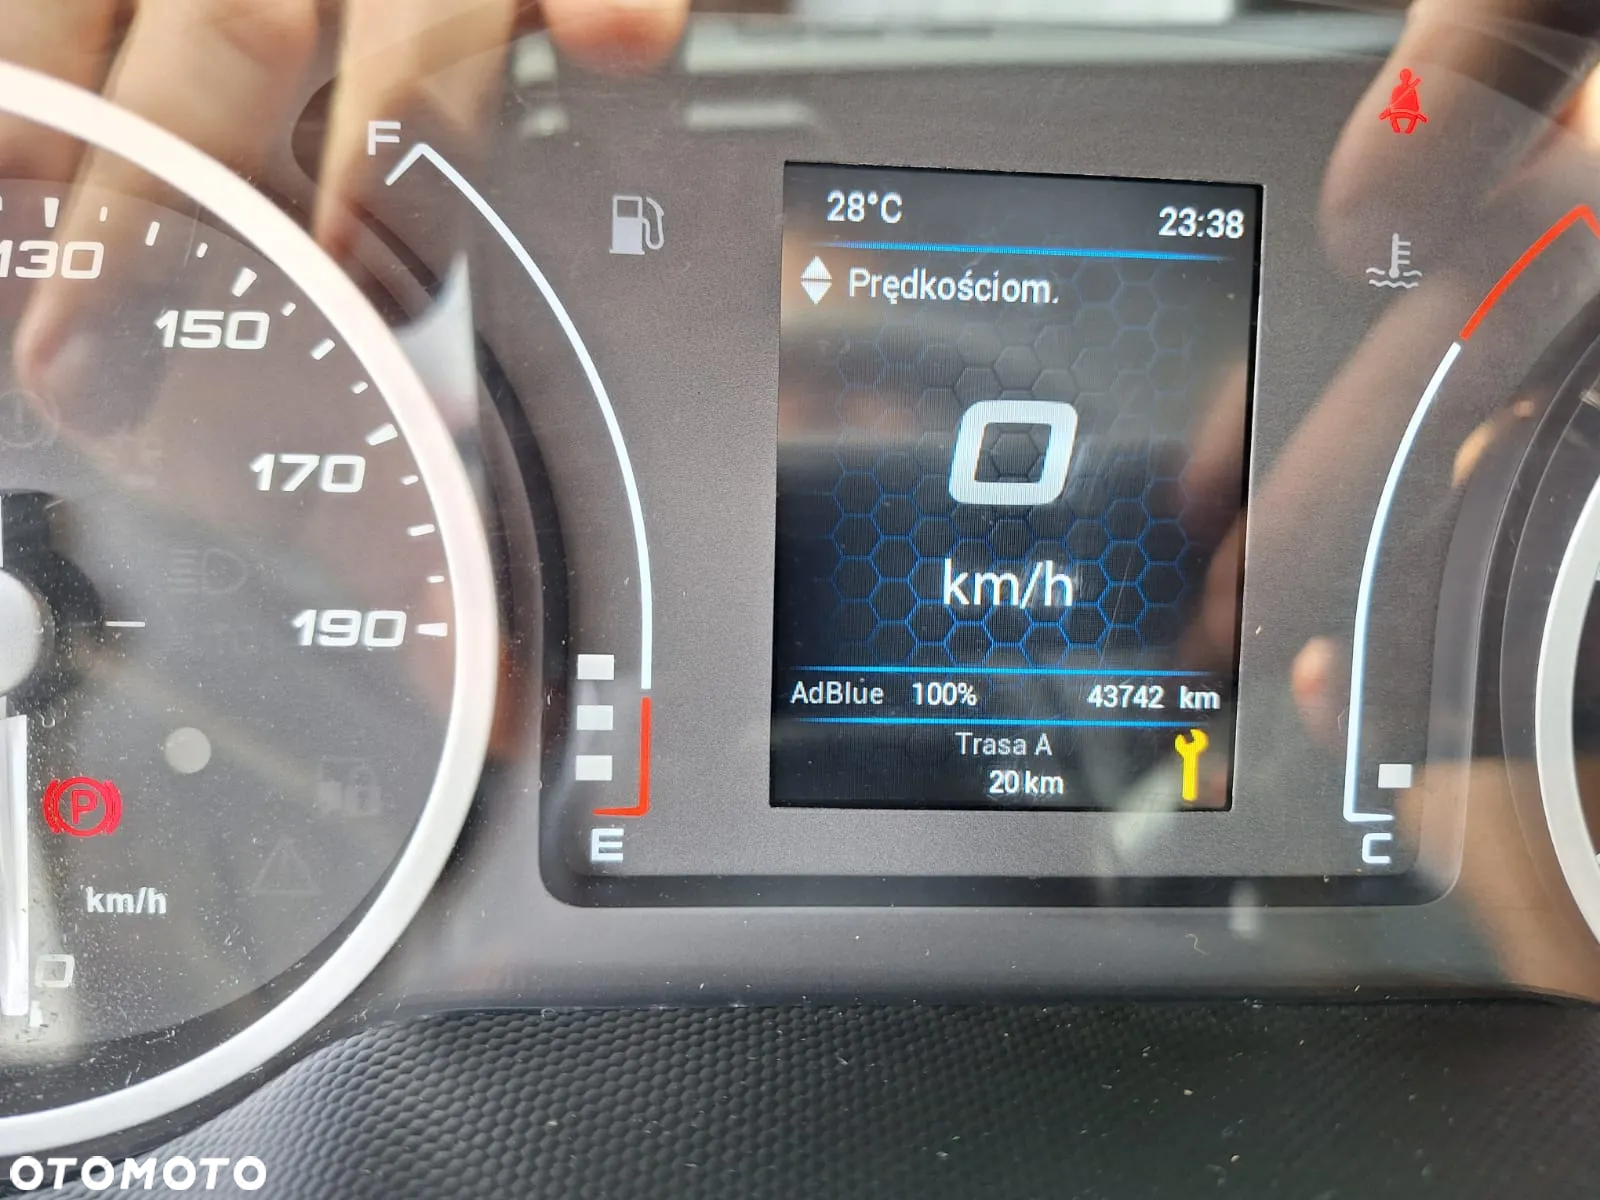 F
28°C 23:38
Prędkościom.
130
150
170
190
0
km/h
AdBlue 100% 43742 km
Trasa A
20 km
P
E
C
km/h
0
OTOMOTO